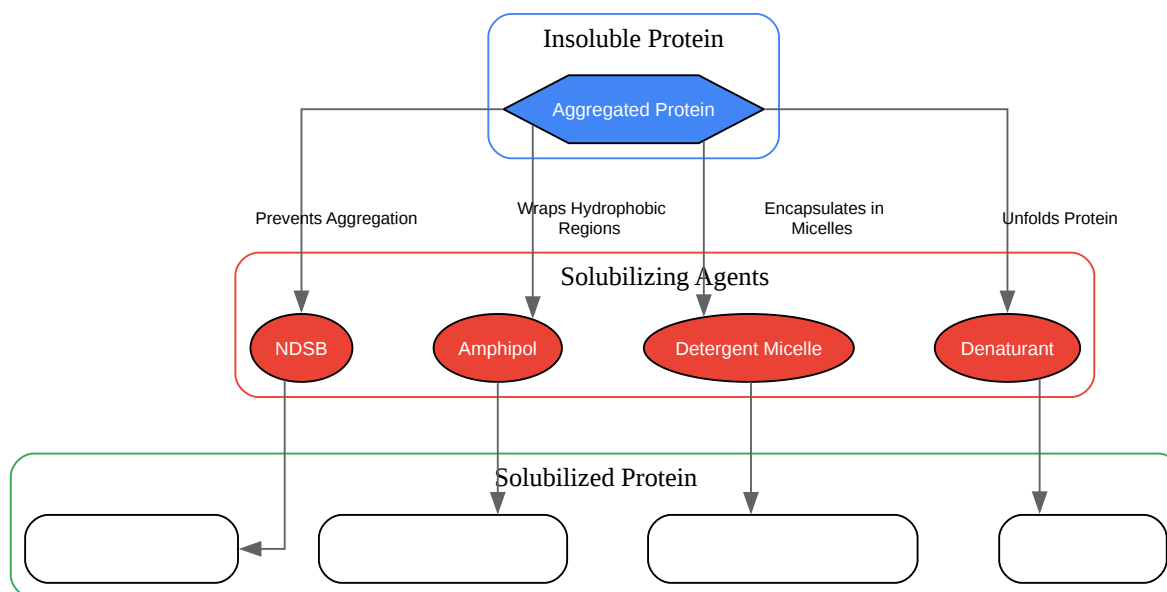 Insoluble Protein
Aggregated Protein
Prevents Aggregation
Wraps Hydrophobic
Regions
Encapsulates in
Micelles
Unfolds Protein
Solubilizing Agents
NDSB
Amphipol
Detergent Micelle
Denaturant
Solubilized Protein